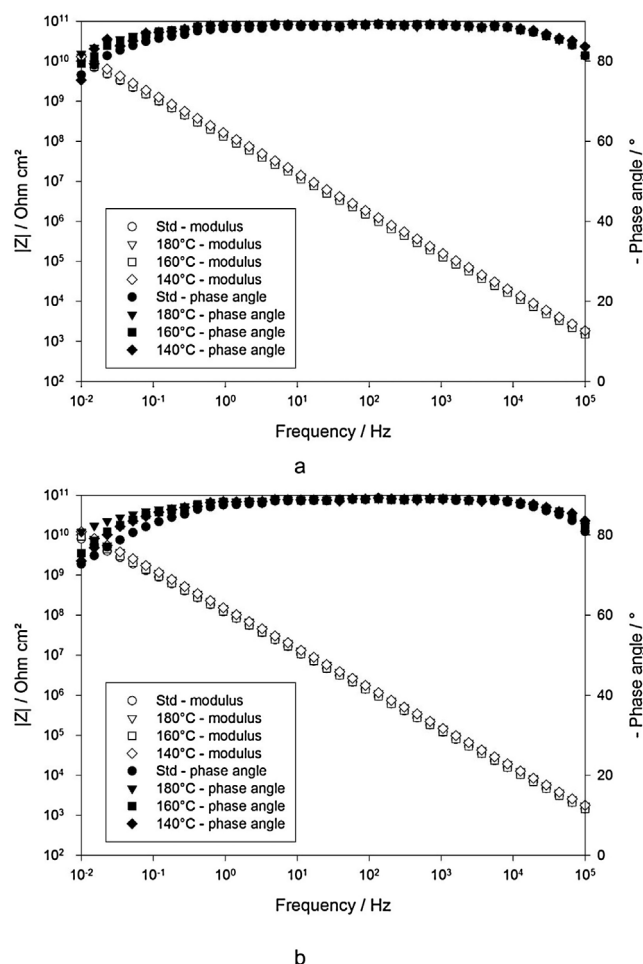 |Z| / Ohm cm²
10¹¹
10¹⁰
10⁹
10⁸
10⁷
10⁶
10⁵
10⁴
10³
10²
Std - modulus
180°C - modulus
160°C - modulus
140°C - modulus
Std - phase angle
180°C - phase angle
160°C - phase angle
140°C - phase angle
80
60
40
20
0
- Phase angle / °
10⁻² 10⁻¹ 10⁰ 10¹ 10² 10³ 10⁴ 10⁵
Frequency / Hz
a
|Z| / Ohm cm²
10¹¹
10¹⁰
10⁹
10⁸
10⁷
10⁶
10⁵
10⁴
10³
10²
Std - modulus
180°C - modulus
160°C - modulus
140°C - modulus
Std - phase angle
180°C - phase angle
160°C - phase angle
140°C - phase angle
80
60
40
20
0
- Phase angle / °
10⁻² 10⁻¹ 10⁰ 10¹ 10² 10³ 10⁴ 10⁵
Frequency / Hz
b